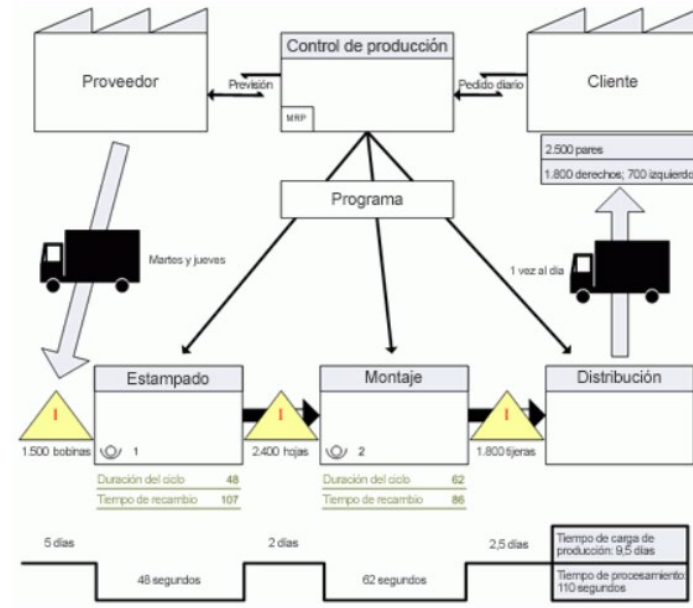 Proveedor
Previsión
Control de producción
MRP
Pedido diario
Cliente
2.500 pares
1.800 derechos; 700 izquierdo
Programa
Martes y jueves
1 vez al día
Estampado
Montaje
Distribución
I
I
I
1.500 bobinas
1
2.400 hojas
2
1.800 tijeras
Duración del ciclo 48
Tiempo de recambio 107
Duración del ciclo 62
Tiempo de recambio 86
5 días
2 días
2,5 días
48 segundos
62 segundos
Tiempo de carga de
producción: 9,5 días
Tiempo de procesamiento:
110 segundos